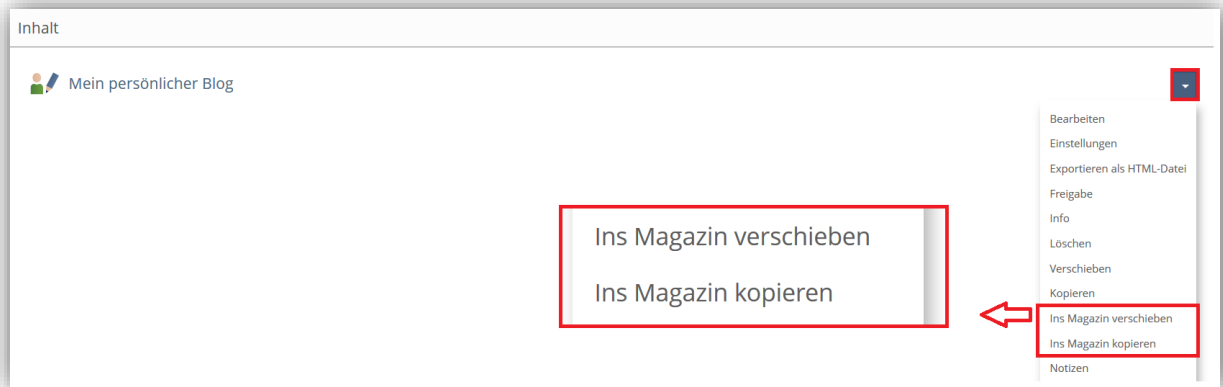 Inhalt
Mein persönlicher Blog
Bearbeiten
Einstellungen
Exportieren als HTML-Datei
Freigabe
Info
Löschen
Verschieben
Kopieren
Ins Magazin verschieben
Ins Magazin kopieren
Notizen
Ins Magazin verschieben
Ins Magazin kopieren